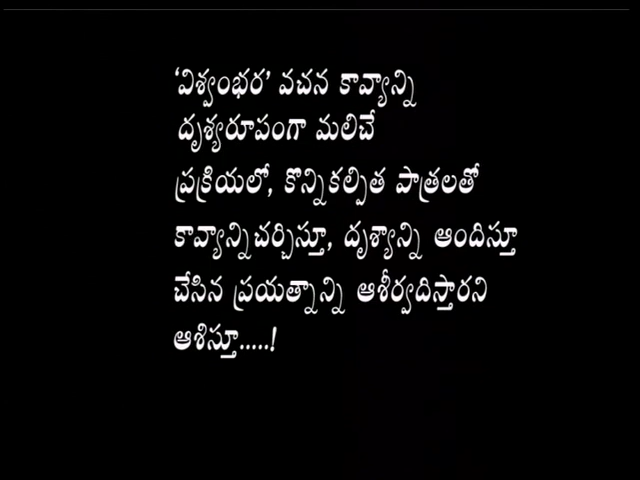 ‘విశ్వంభర’ వచన కావ్యాన్ని
దృశ్యరూపంగా మలిచే
ప్రక్రియలో, కొన్నికల్పిత పాత్రలతో
కావ్యాన్నిచర్చిస్తూ, దృశ్యాన్ని ఆందిస్తూ
చేసిన ప్రయత్నాన్ని ఆశీర్వదిస్తారని
ఆశిస్తూ.....!